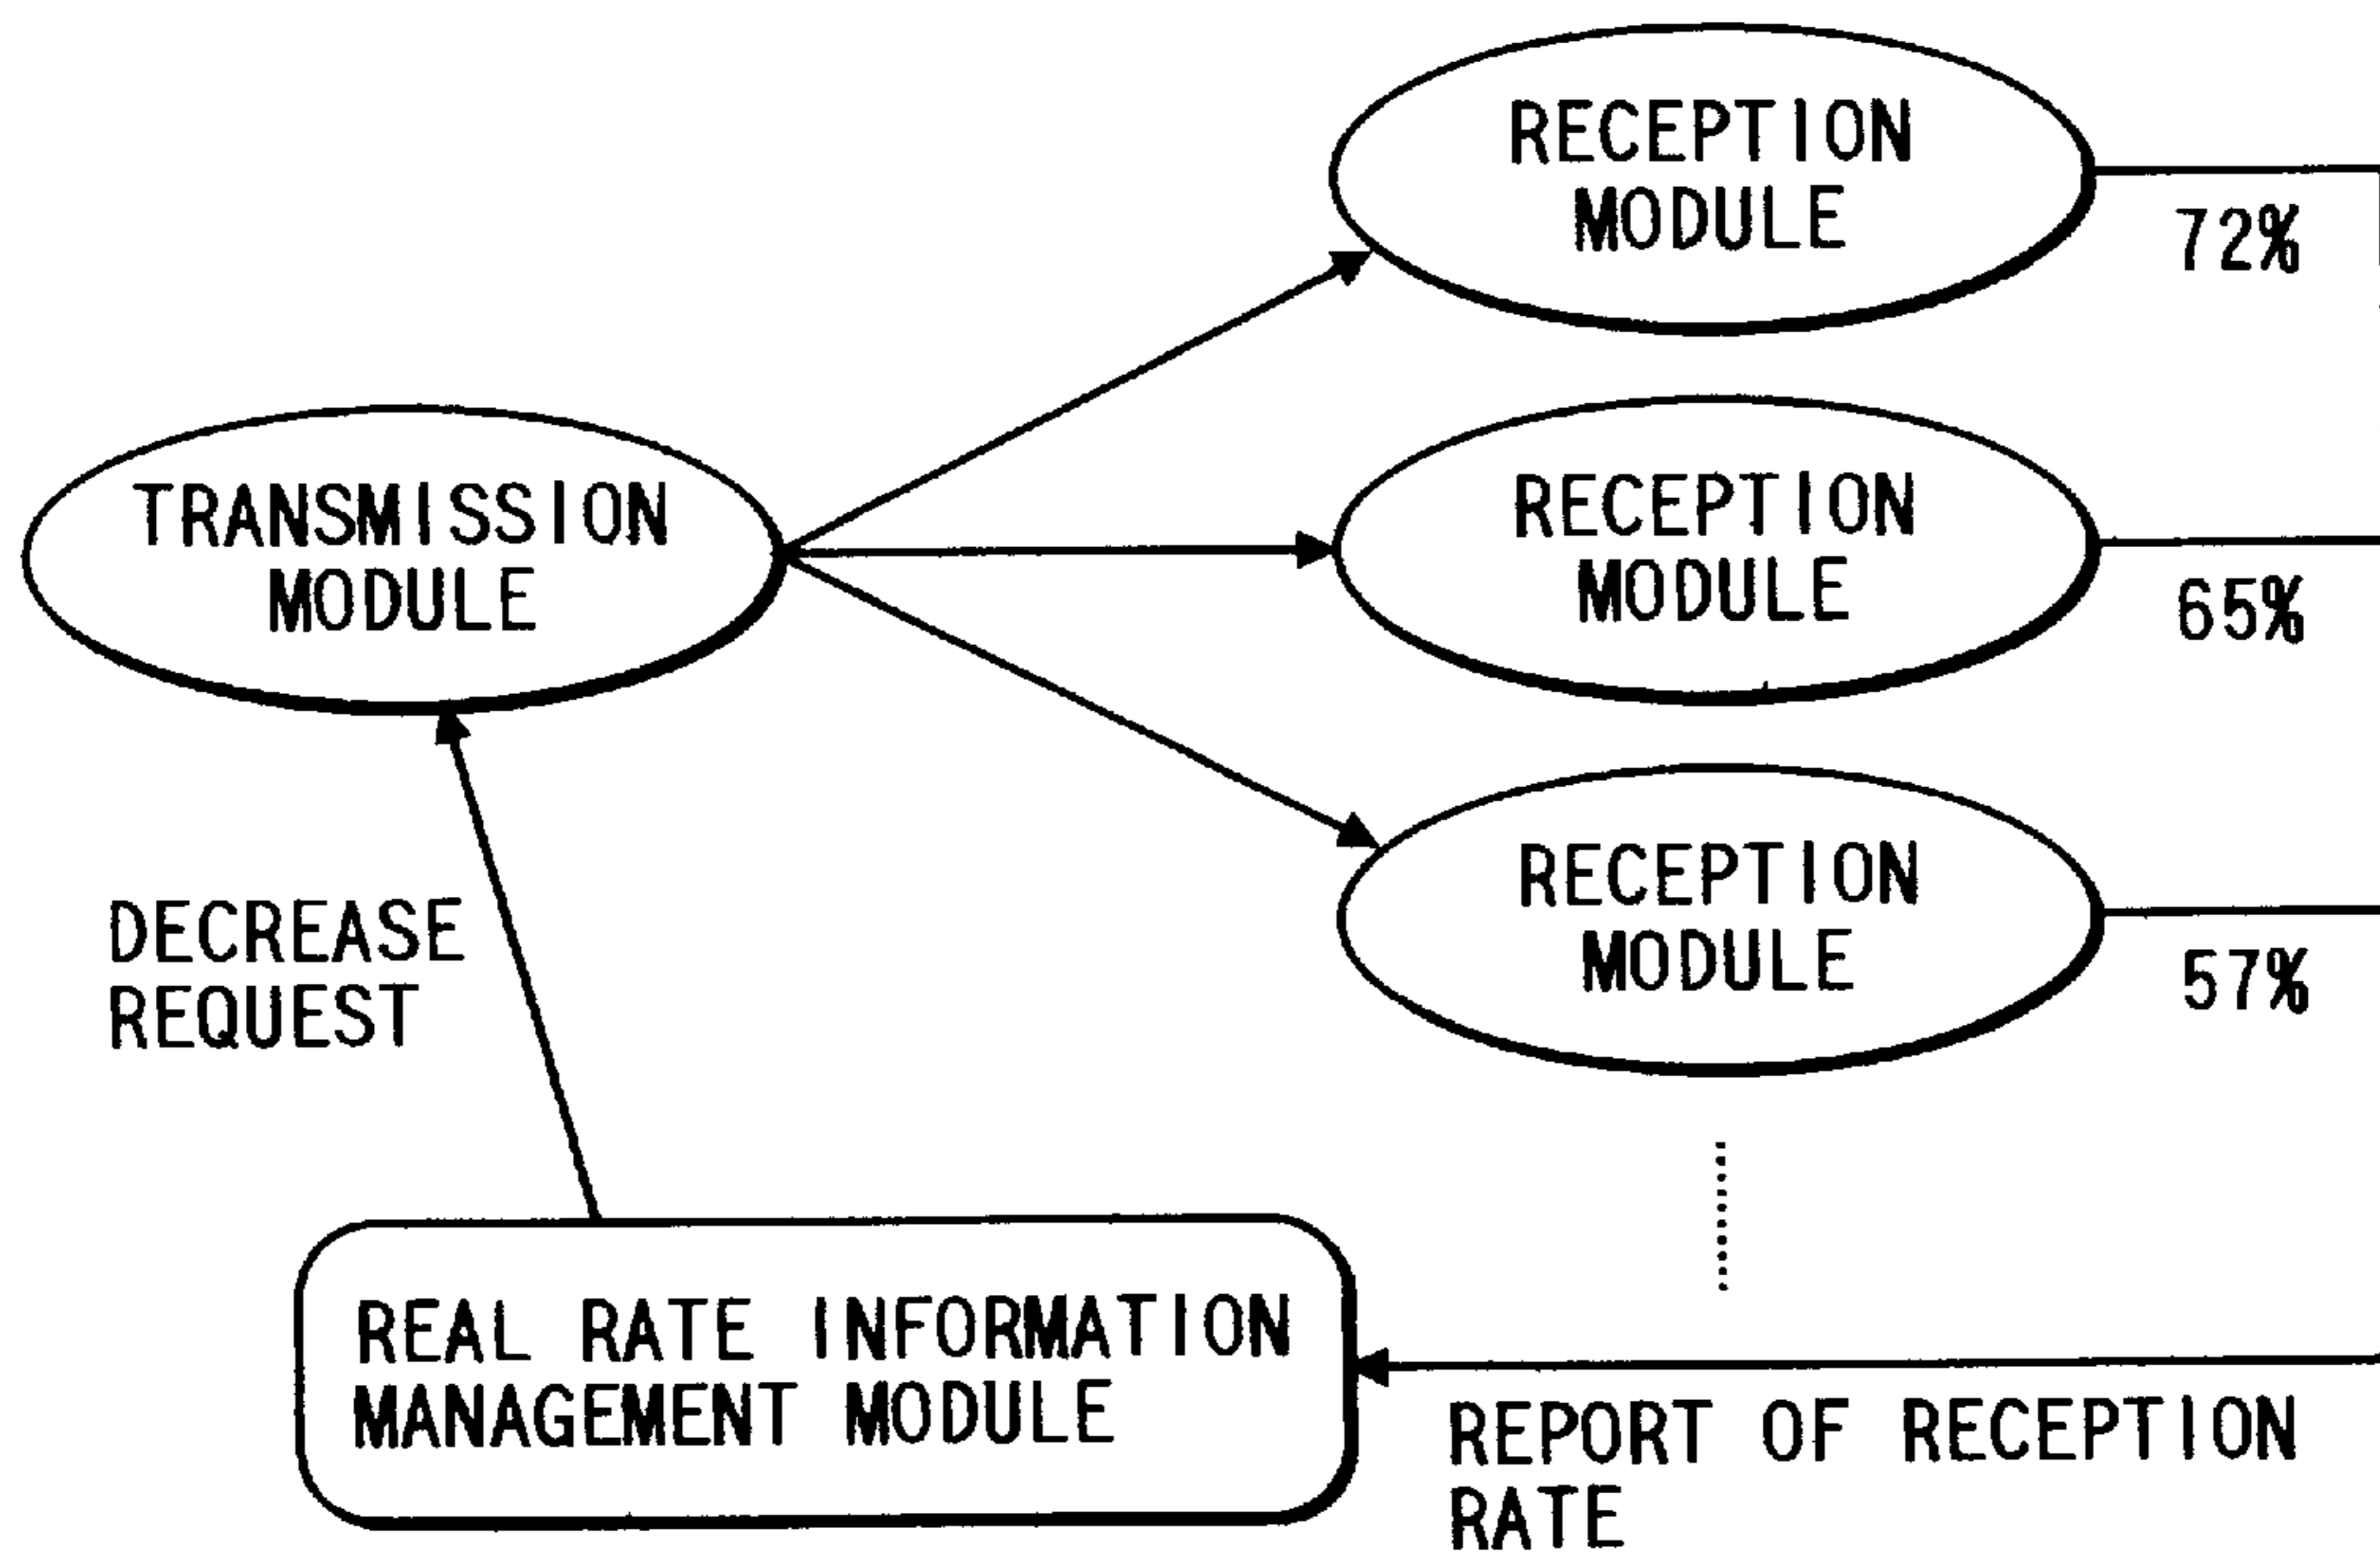 RECEPTION
MODULE
72%
TRANSMISSION
MODULE
RECEPTION
MODULE
65%
RECEPTION
MODULE
57%
DECREASE
REQUEST
REAL RATE INFORMATION
MANAGEMENT MODULE
REPORT OF RECEPTION
RATE